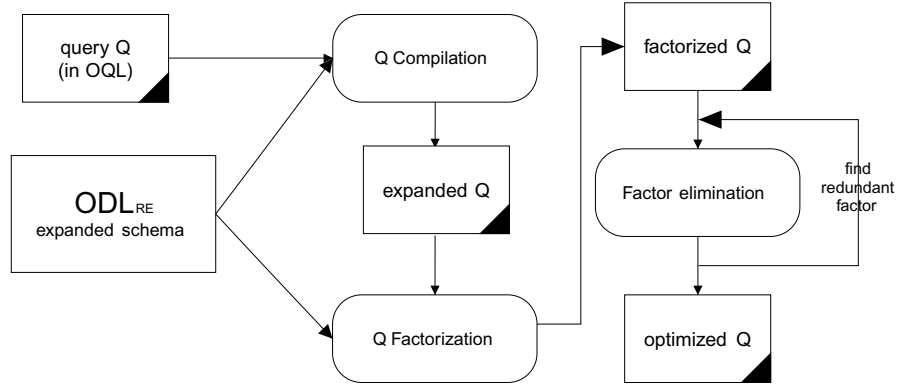 query Q
(in OQL)
Q Compilation
factorized Q
ODLRE
expanded schema
expanded Q
Factor elimination
find
redundant
factor
Q Factorization
optimized Q